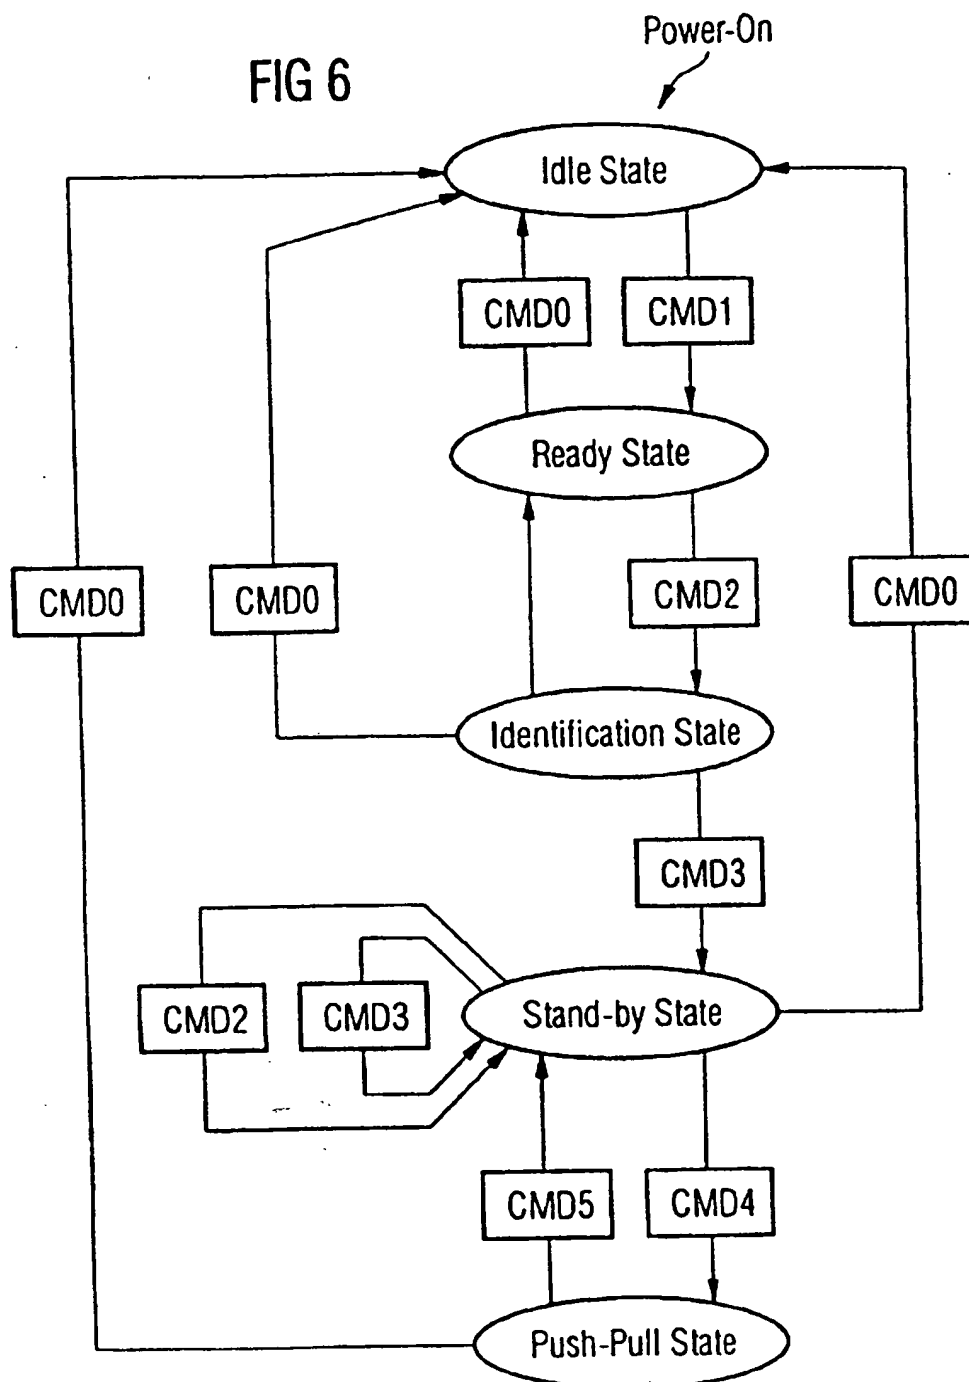 Power-On
FIG 6
Idle State
CMD0
CMD1
Ready State
CMD0
CMD0
CMD2
CMD0
Identification State
CMD3
CMD2
CMD3
Stand-by State
CMD5
CMD4
Push-Pull State